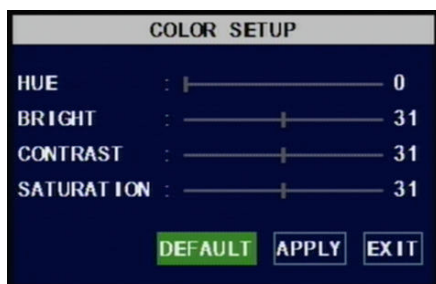 COLOR SETUP
HUE : 0
BRIGHT : 31
CONTRAST : 31
SATURATION : 31
DEFAULT APPLY EXIT